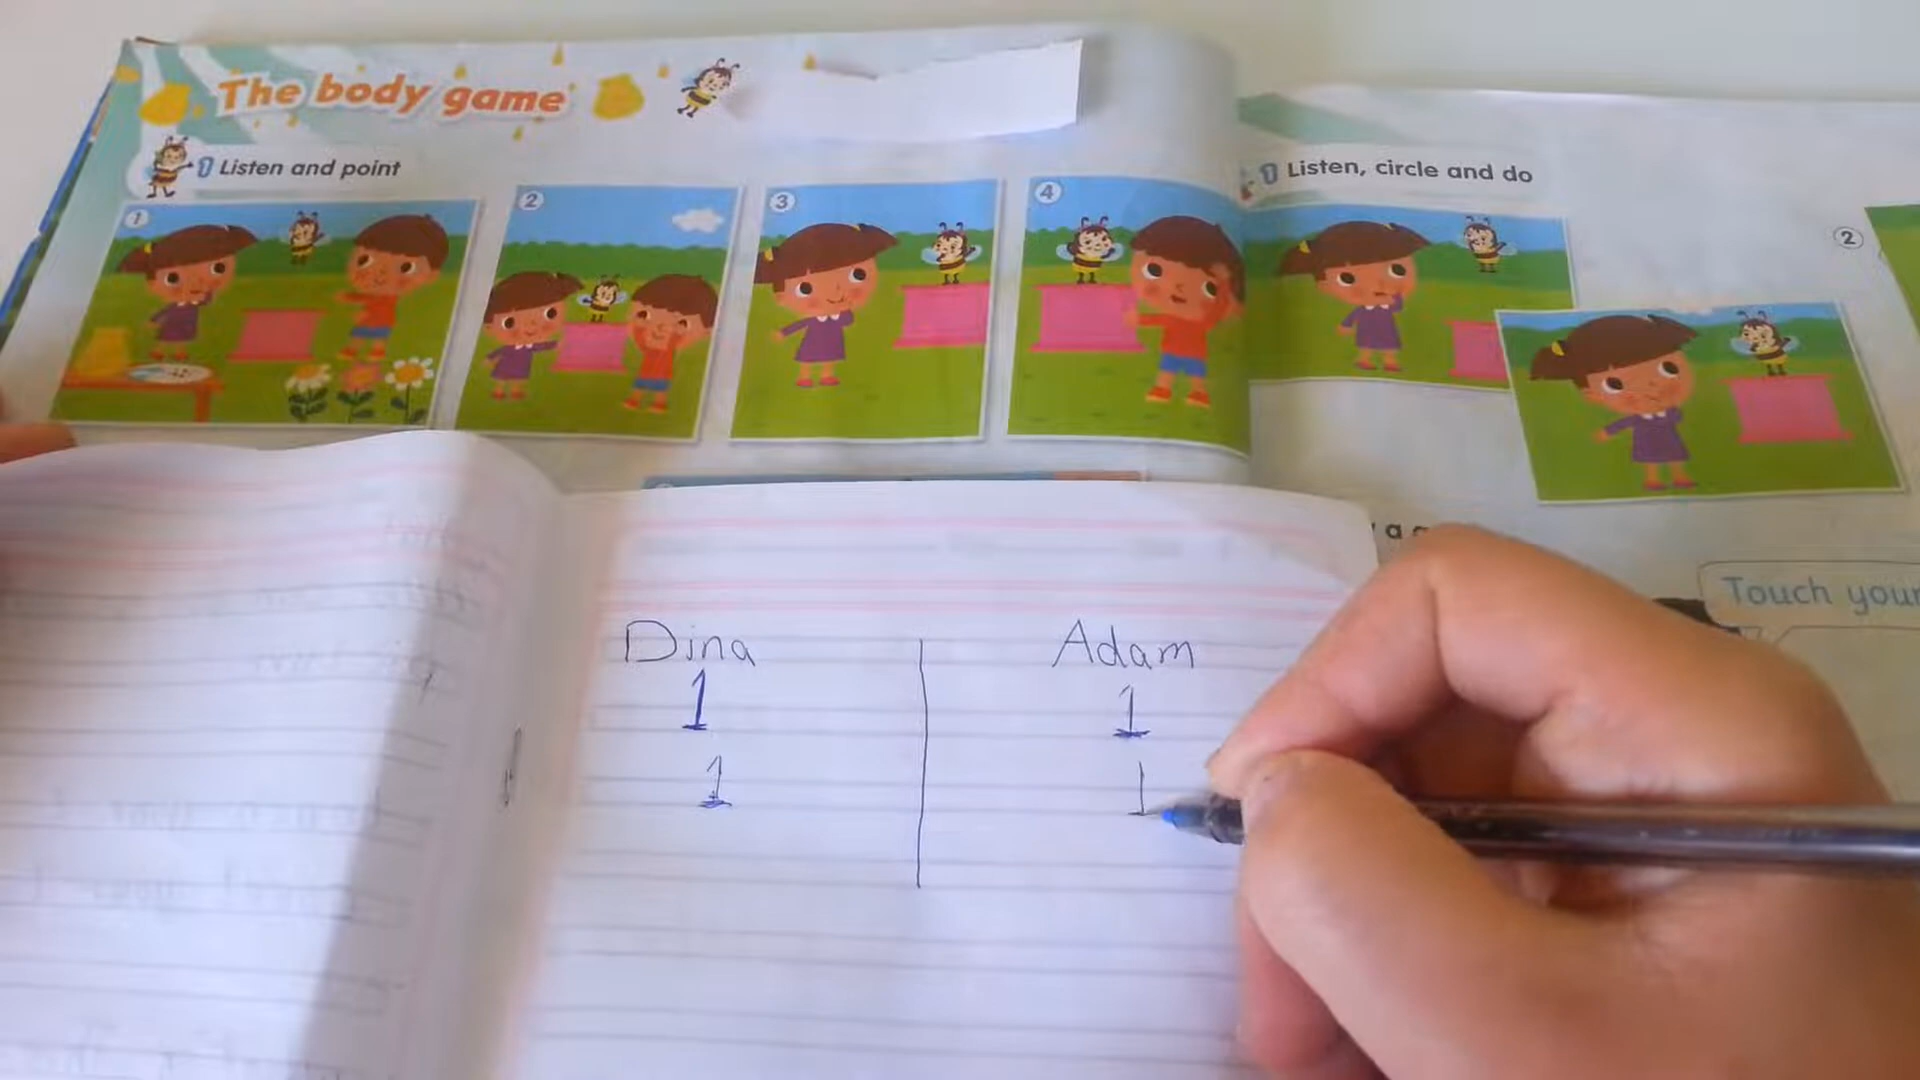 The body game
1 Listen and point
1
2
3
4
1 Listen, circle and do
2
Touch your
Dina
Adam
1
1
1
1